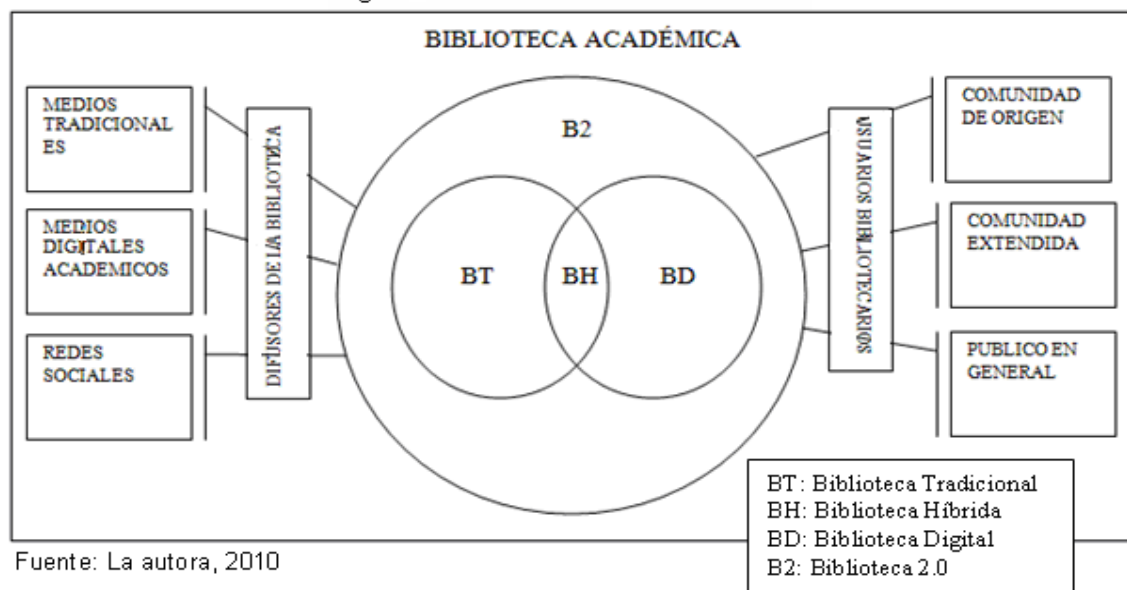 BIBLIOTECA ACADÉMICA
MEDIOS
TRADICIONAL
ES
MEDIOS
DIGITALES
ACADEMICOS
REDES
SOCIALES
DIFUSORES DE LA BIBLIOTECA
B2
BT
BH
BD
USUARIOS BIBLIOTECARIOS
COMUNIDAD
DE ORIGEN
COMUNIDAD
EXTENDIDA
PUBLICO EN
GENERAL
BT: Biblioteca Tradicional
BH: Biblioteca Híbrida
BD: Biblioteca Digital
B2: Biblioteca 2.0
Fuente: La autora, 2010